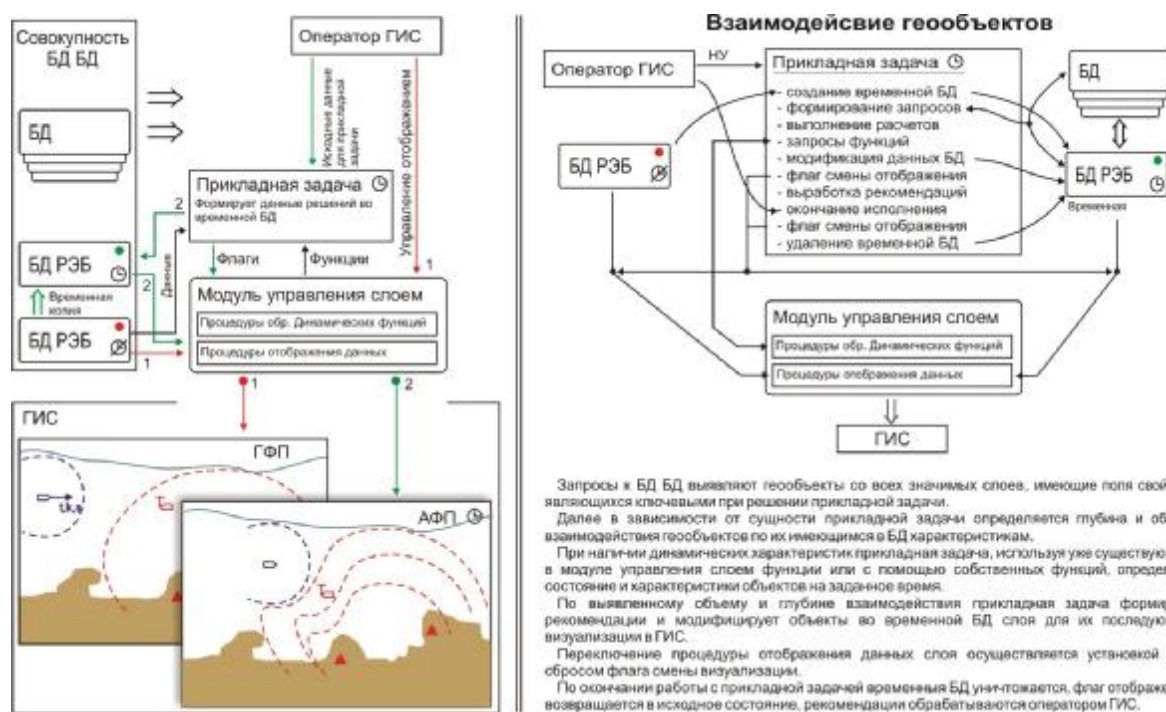 Совокупность
БД БД
БД
БД РЭБ
Временная
копия
БД РЭБ
Оператор ГИС
Исходные данные
для прикладной
задачи
Управление отображением
Прикладная задача
Формирует данные решений во
временной БД
2
Данные
2
1
Флаги
Функции
1
Модуль управления слоем
Процедуры обр. Динамических функций
Процедуры отображения данных
1
2
ГИС
ГФП
АФП
Взаимодейсвие геообъектов
Оператор ГИС
НУ
Прикладная задача
- создание временной БД
- формирование запросов
- выполнение расчетов
- запросы функций
- модификация данных БД
- флаг смены отображения
- выработка рекомендаций
- окончание исполнения
- флаг смены отображения
- удаление временной БД
БД РЭБ
БД
БД РЭБ
Временная
Модуль управления слоем
Процедуры обр. Динамических функций
Процедуры отображения данных
ГИС
Запросы к БД БД выявляют геообъекты со всех значимых слоев, имеющие поля свой
являющихся ключевыми при решении прикладной задачи.
Далее в зависимости от сущности прикладной задачи определяется глубина и об
взаимодействия геообъектов по их имеющимся в БД характеристикам.
При наличии динамических характеристик прикладная задача, используя уже существую
в модуле управления слоем функции или с помощью собственных функций, опреде
состояние и характеристики объектов на заданное время.
По выявленному объему и глубине взаимодействия прикладная задача форми
рекомендации и модифицирует объекты во временной БД слоя для их последую
визуализации в ГИС.
Переключение процедуры отображения данных слоя осуществляется установкой
сбросом флага смены визуализации.
По окончании работы с прикладной задачей временныя БД уничтожается, флаг отображе
возвращается в исходное состояние, рекомендации обрабатываются оператором ГИС.